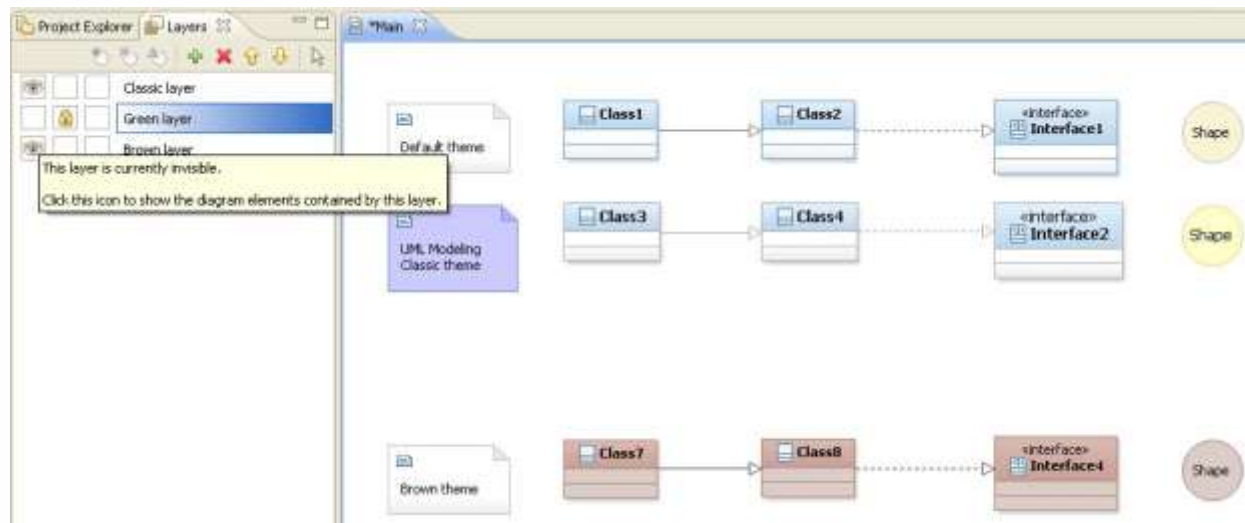 Project Explorer
Layers
*Main
Classic layer
Green layer
Brown layer
This layer is currently invisible.
Click this icon to show the diagram elements contained by this layer.
Default theme
Class1
Class2
«interface»
Interface1
Shape
UML Modeling
Classic theme
Class3
Class4
«interface»
Interface2
Shape
Brown theme
Class7
Class8
«interface»
Interface4
Shape